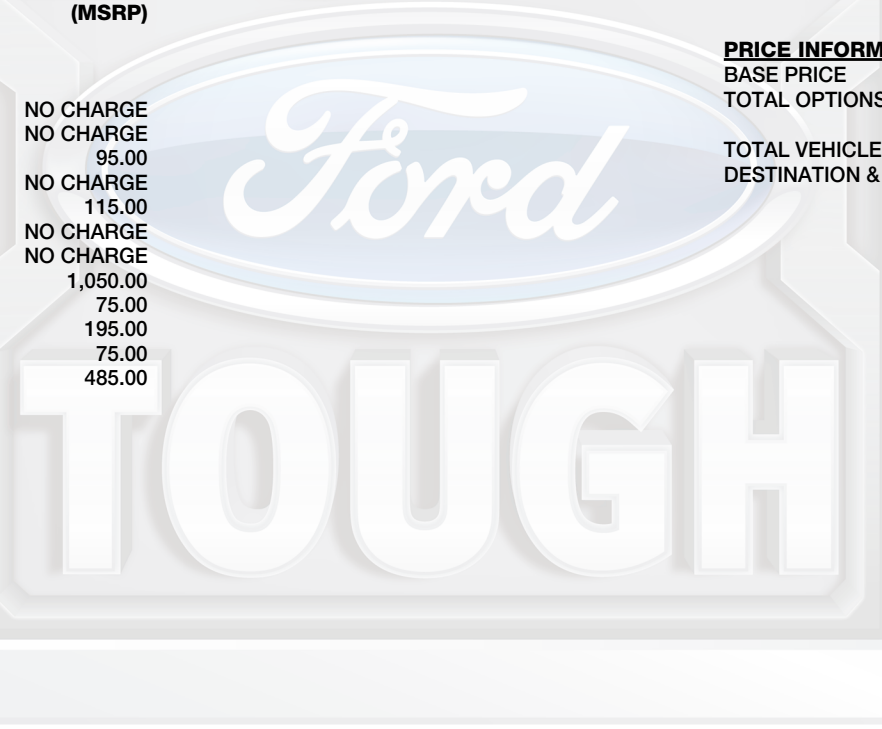 (MSRP)
NO CHARGE
NO CHARGE
95.00
NO CHARGE
115.00
NO CHARGE
NO CHARGE
1,050.00
75.00
195.00
75.00
485.00
PRICE INFORM
BASE PRICE
TOTAL OPTIONS
TOTAL VEHICLE
DESTINATION &
Ford
TOUGH